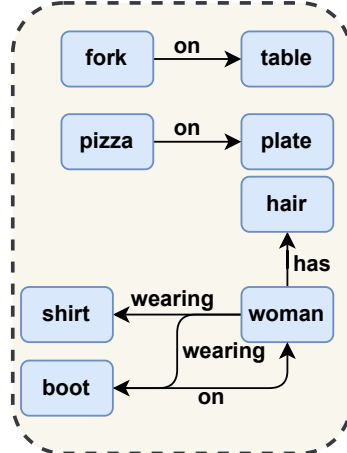 fork on table
pizza on plate
hair
has
shirt wearing woman
wearing
boot on